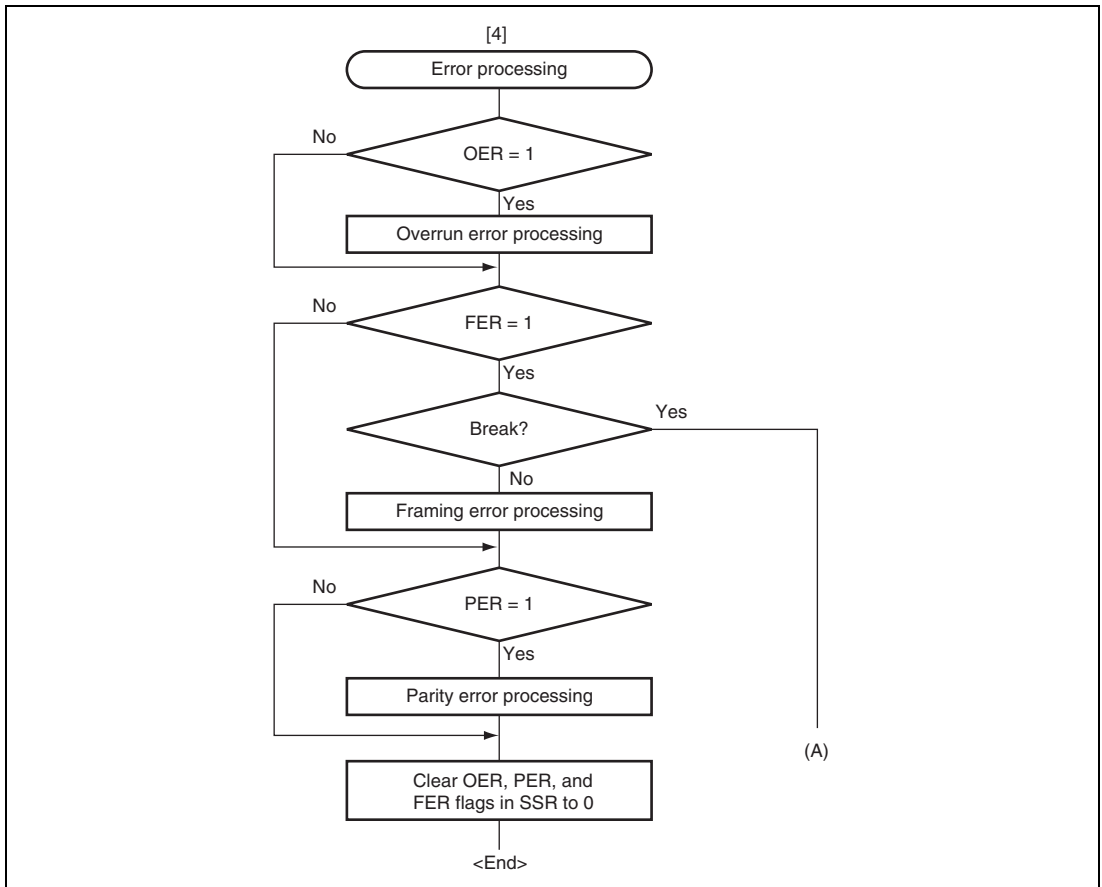 [4]
Error processing
No
OER = 1
Yes
Overrun error processing
No
FER = 1
Yes
Break?
Yes
No
Framing error processing
No
PER = 1
Yes
Parity error processing
(A)
Clear OER, PER, and
FER flags in SSR to 0
<End>